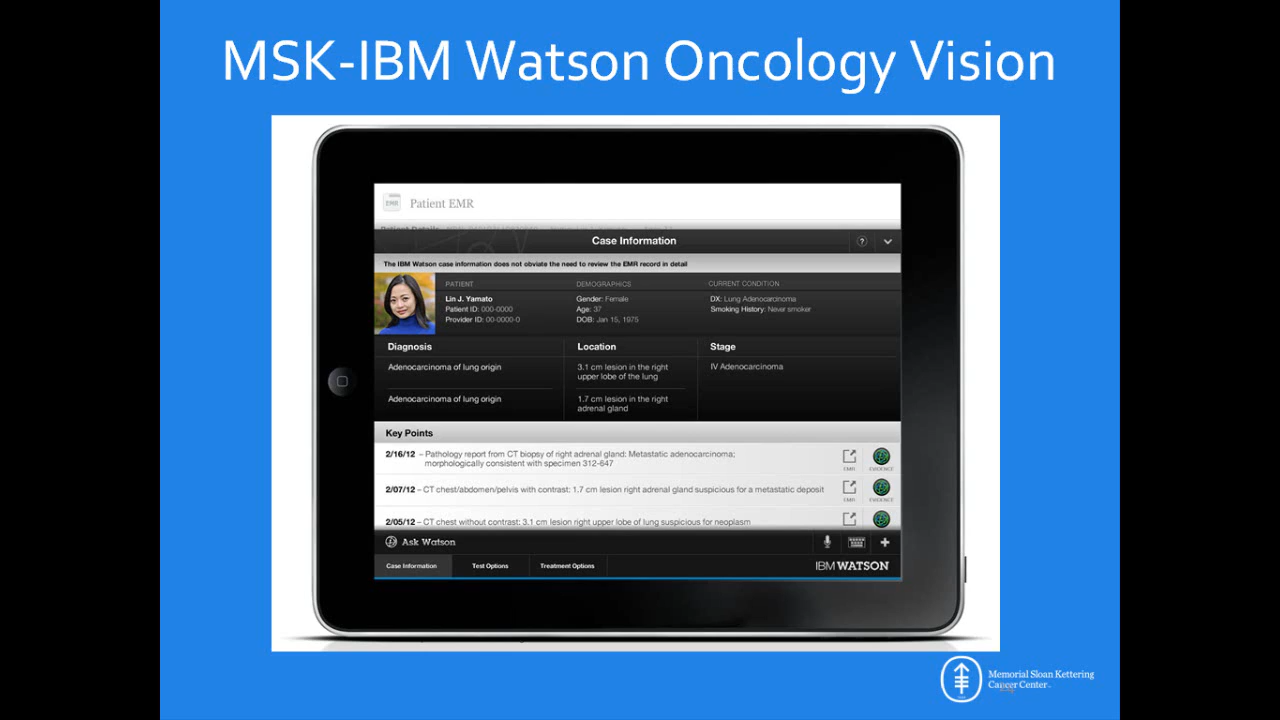 MSK-IBM Watson Oncology Vision
EMR
Patient EMR
Patient Details
Case Information
?
The IBM Watson case information does not obviate the need to review the EMR record in detail
PATIENT
Lin J. Yamato
Patient ID: 000-0000
Provider ID: 00-0000-0
DEMOGRAPHICS
Gender: Female
Age: 37
DOB: Jan 15, 1975
CURRENT CONDITION
DX: Lung Adenocarcinoma
Smoking History: Never smoker
Diagnosis
Location
Stage
Adenocarcinoma of lung origin
3.1 cm lesion in the right
upper lobe of the lung
IV Adenocarcinoma
Adenocarcinoma of lung origin
1.7 cm lesion in the right
adrenal gland
Key Points
2/16/12 – Pathology report from CT biopsy of right adrenal gland: Metastatic adenocarcinoma;
morphologically consistent with specimen 312-647
EMR
EVIDENCE
2/07/12 – CT chest/abdomen/pelvis with contrast: 1.7 cm lesion right adrenal gland suspicious for a metastatic deposit
EMR
EVIDENCE
2/05/12 – CT chest without contrast: 3.1 cm lesion right upper lobe of lung suspicious for neoplasm
Ask Watson
Case Information
Test Options
Treatment Options
IBM WATSON
Memorial Sloan Kettering
Cancer Center